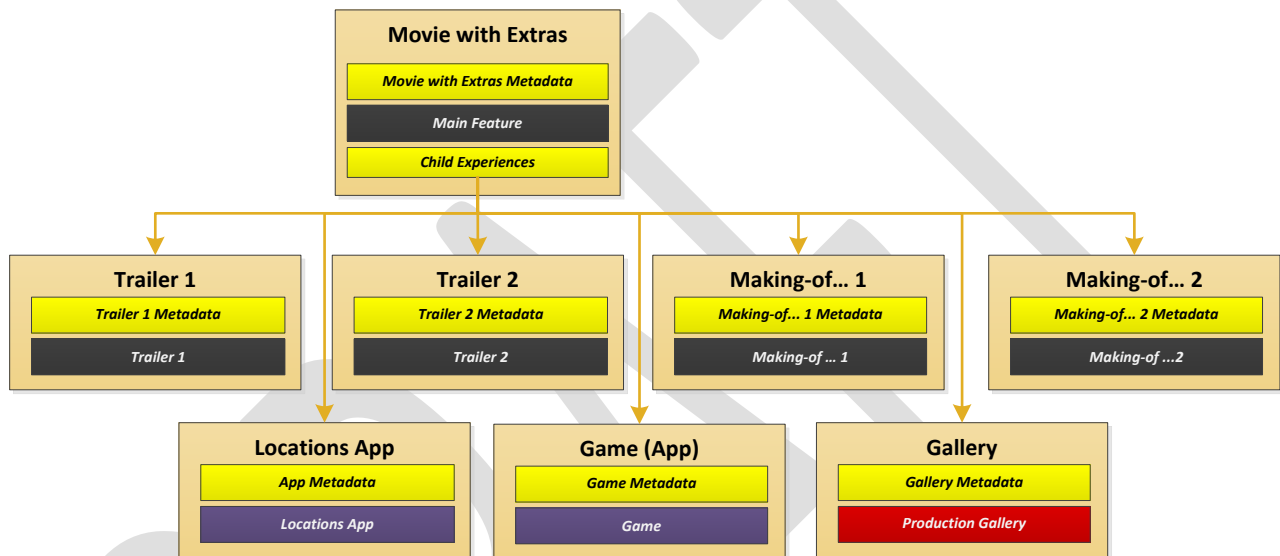 Movie with Extras
Movie with Extras Metadata
Main Feature
Child Experiences
Trailer 1
Trailer 1 Metadata
Trailer 1
Trailer 2
Trailer 2 Metadata
Trailer 2
Making-of... 1
Making-of... 1 Metadata
Making-of ... 1
Making-of... 2
Making-of... 2 Metadata
Making-of ...2
Locations App
App Metadata
Locations App
Game (App)
Game Metadata
Game
Gallery
Gallery Metadata
Production Gallery